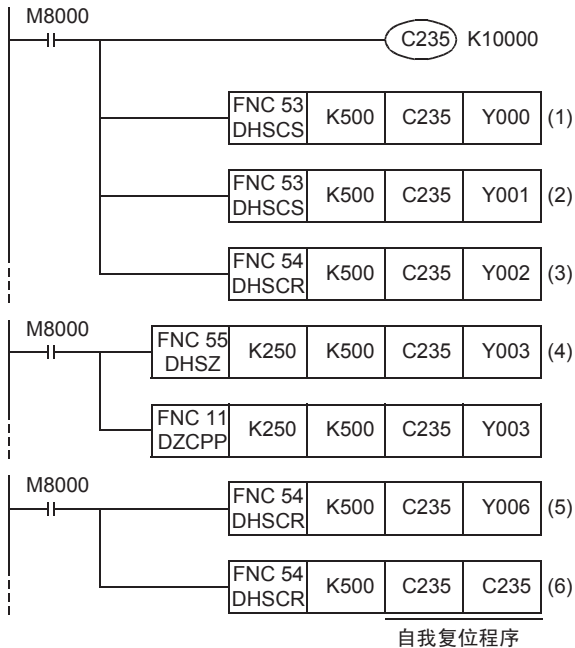 M8000
C235 K10000
FNC 53
DHSCS K500 C235 Y000 (1)
FNC 53
DHSCS K500 C235 Y001 (2)
FNC 54
DHSCR K500 C235 Y002 (3)
M8000
FNC 55
DHSZ K250 K500 C235 Y003 (4)
FNC 11
DZCPP K250 K500 C235 Y003
M8000
FNC 54
DHSCR K500 C235 Y006 (5)
FNC 54
DHSCR K500 C235 C235 (6)
自我复位程序